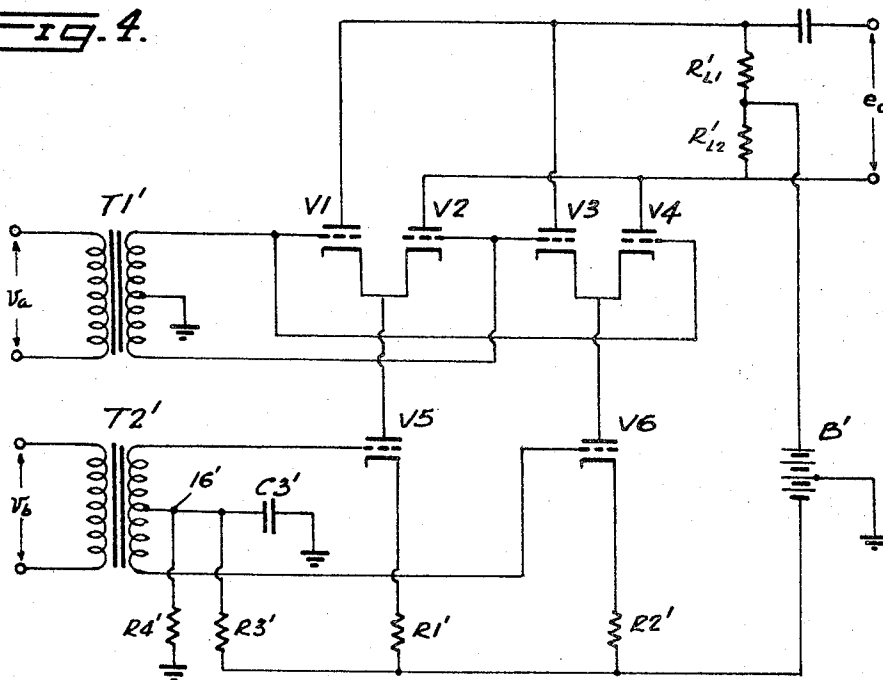 Fig. 4.
R'L1
R'L2
T1'
V1
V2
V3
V4
va
T2'
V5
V6
B'
16'
C3'
vb
R4'
R3'
R1'
R2'